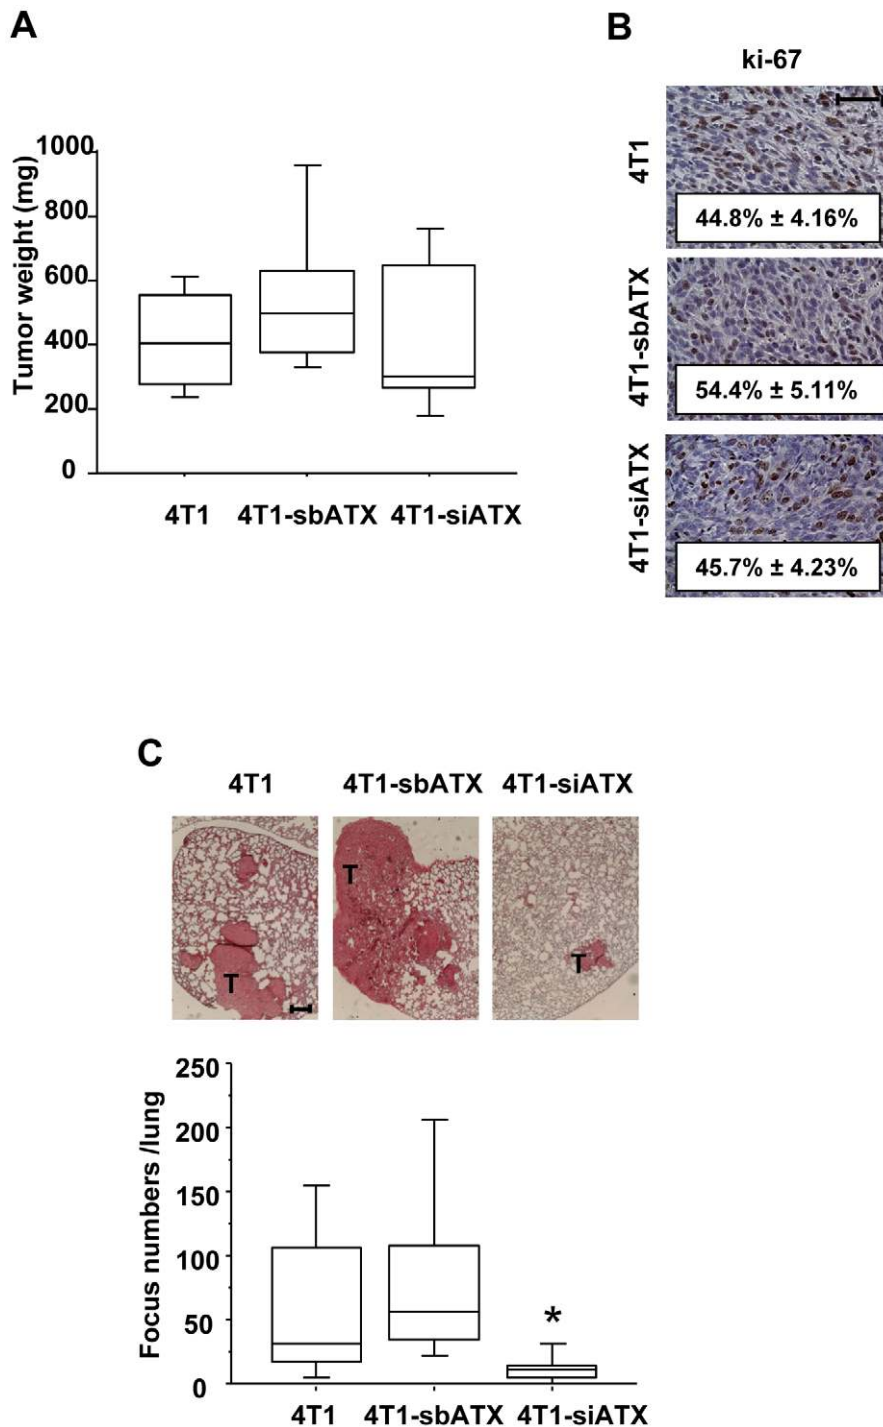 A
Tumor weight (mg)
1000
800
600
400
200
0
4T1 4T1-sbATX 4T1-siATX
B
ki-67
4T1
44.8% ± 4.16%
4T1-sbATX
54.4% ± 5.11%
4T1-siATX
45.7% ± 4.23%
C
4T1 4T1-sbATX 4T1-siATX
T T T
Focus numbers /lung
250
200
150
100
50
0
*
4T1 4T1-sbATX 4T1-siATX